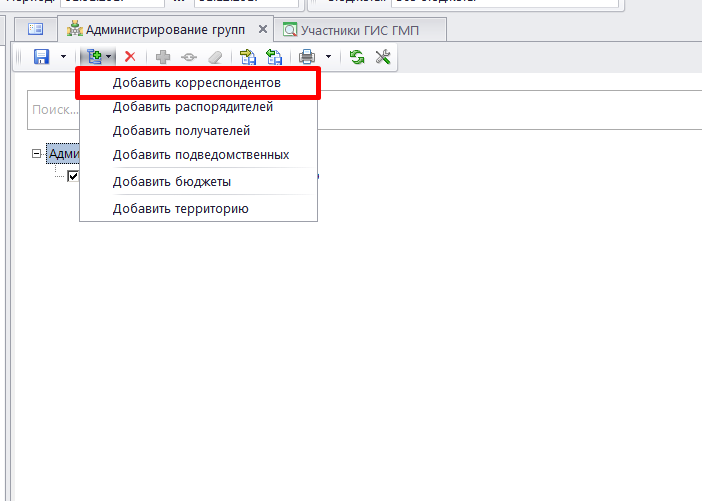 Администрирование групп
Участники ГИС ГМП
Добавить корреспондентов
Поиск...
Добавить распорядителей
Добавить получателей
Добавить подведомственных
Добавить бюджеты
Добавить территорию